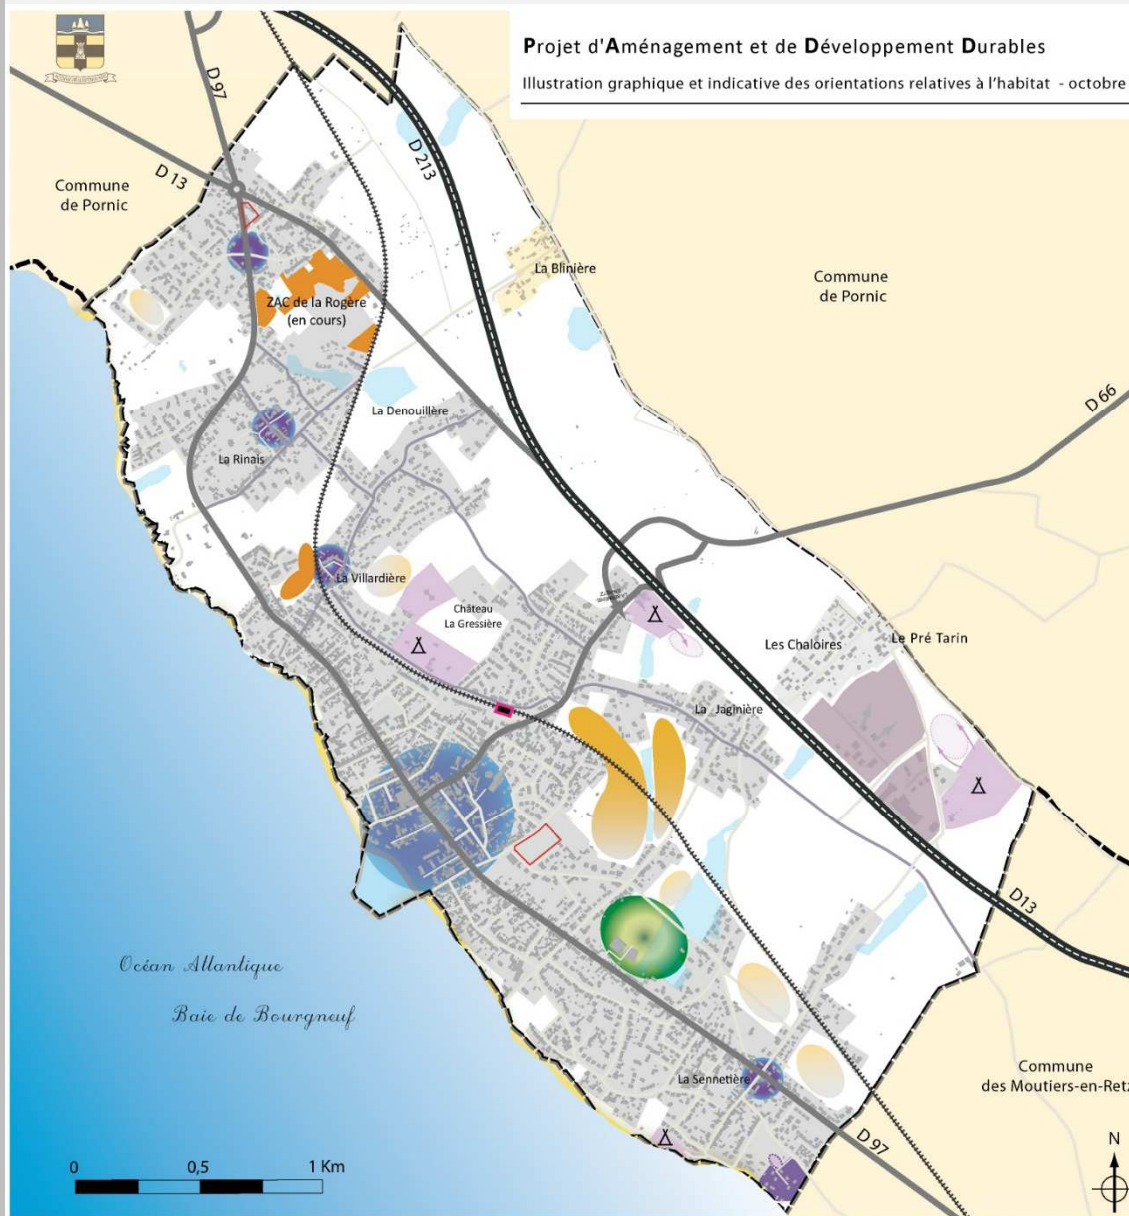 Projet d'Aménagement et de Développement Durables
Illustration graphique et indicative des orientations relatives à l'habitat - octobre
D 97
D 13
D 213
Commune
de Pornic
La Blinière
Commune
de Pornic
ZAC de la Rogère
(en cours)
D 66
La Denouillère
La Rinais
La Villardière
Château
La Gressière
Les Chaloires
Le Pré Tarin
La Jaginière
D13
Océan Atlantique
Baie de Bourgneuf
Commune
des Moutiers-en-Retz
La Sennetière
D 97
N
0 0,5 1 Km